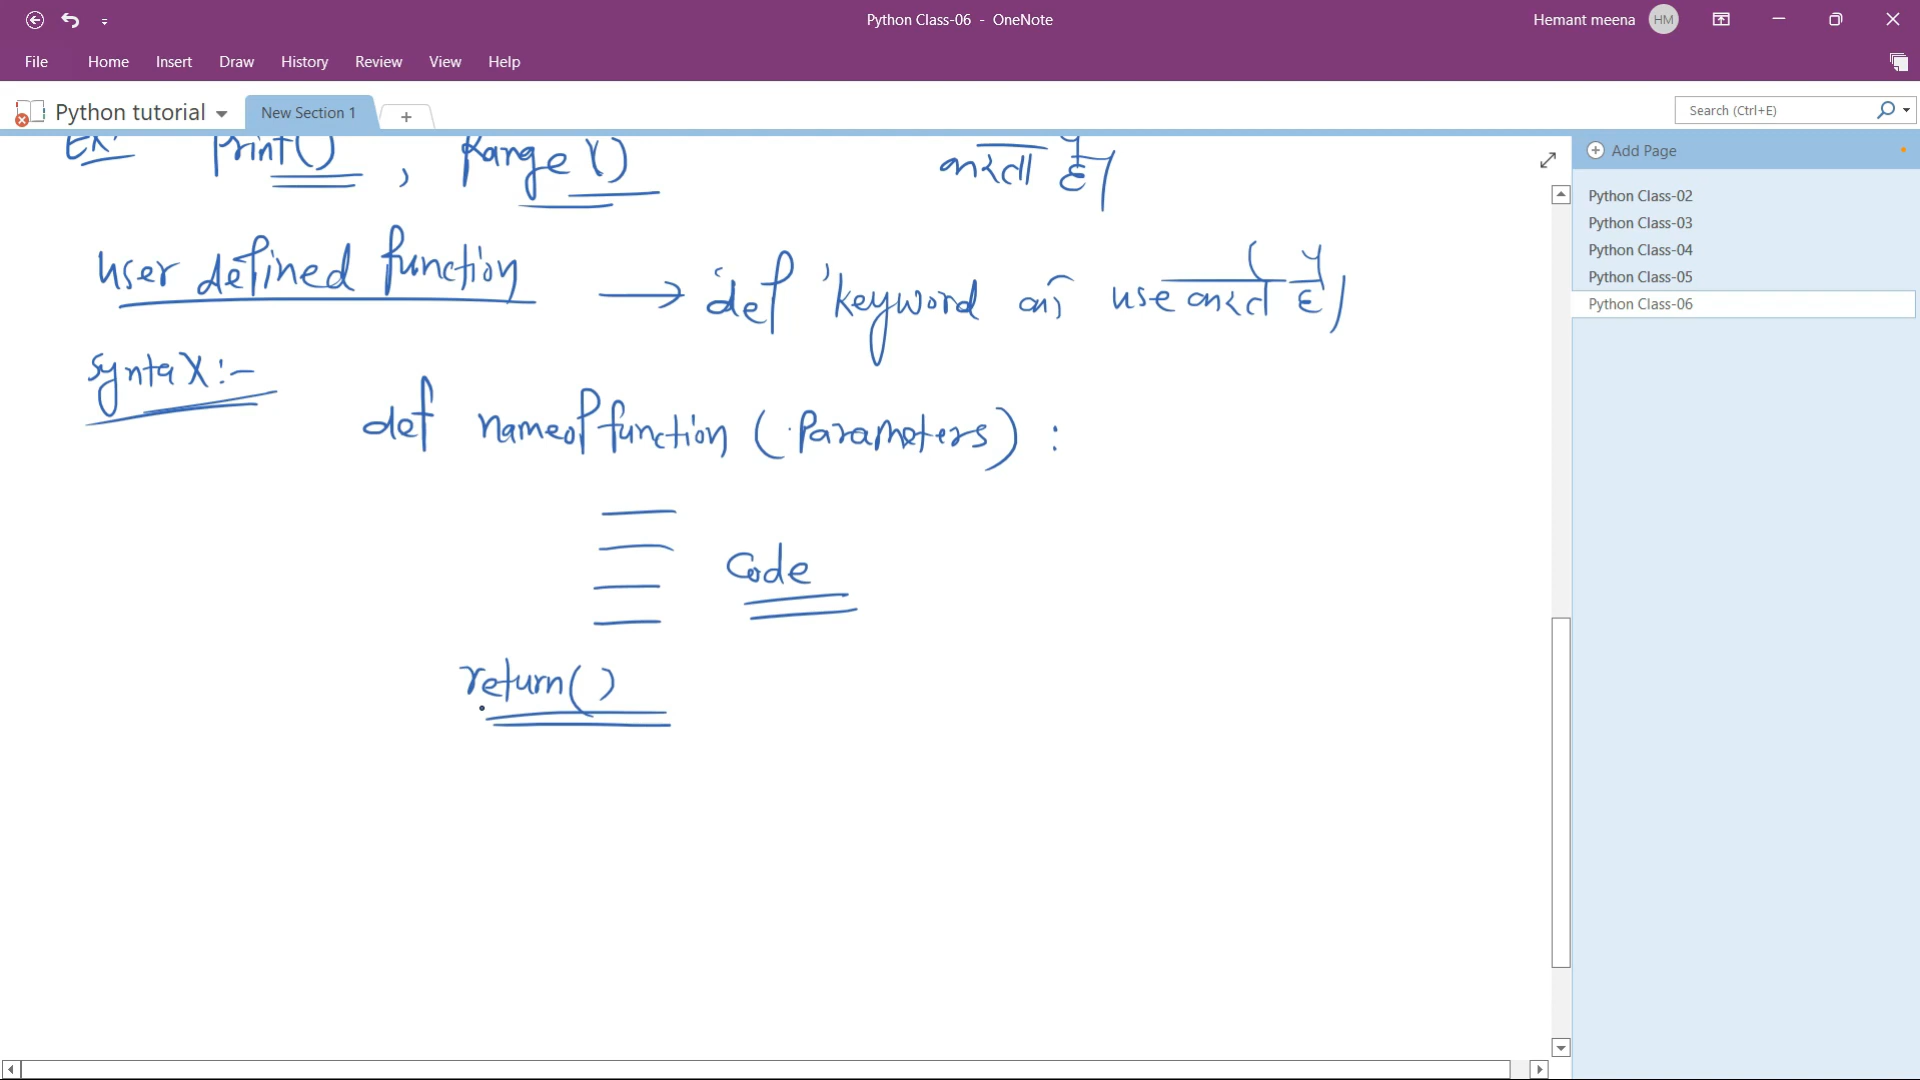 Python Class-06 - OneNote
Hemant meena HM
File Home Insert Draw History Review View Help
Python tutorial New Section 1 +
Search (Ctrl+E)
Add Page
Python Class-02
Python Class-03
Python Class-04
Python Class-05
Python Class-06
Ex: Print() , Range () करता है।
User defined function → 'def' keyword को use करते है।
Syntax:-
def nameoffunction (Parameters) :
Code
return()